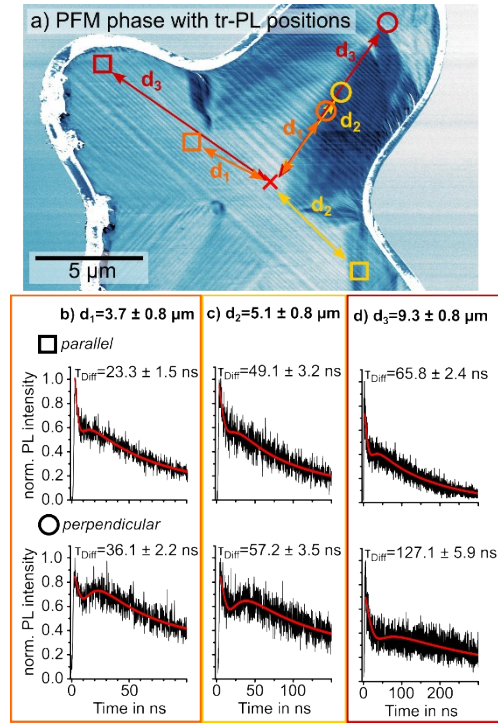 a) PFM phase with tr-PL positions
d₃
d₃
d₁
d₂
d₁
d₂
5 µm
b) d₁=3.7 ± 0.8 µm c) d₂=5.1 ± 0.8 µm d) d₃=9.3 ± 0.8 µm
parallel
τDiff=23.3 ± 1.5 ns τDiff=49.1 ± 3.2 ns τDiff=65.8 ± 2.4 ns
norm. PL intensity
1.0
0.8
0.6
0.4
0.2
0.0
perpendicular
τDiff=36.1 ± 2.2 ns τDiff=57.2 ± 3.5 ns τDiff=127.1 ± 5.9 ns
norm. PL intensity
1.0
0.8
0.6
0.4
0.2
0.0
0 50 0 50 100 0 100 200
Time in ns Time in ns Time in ns